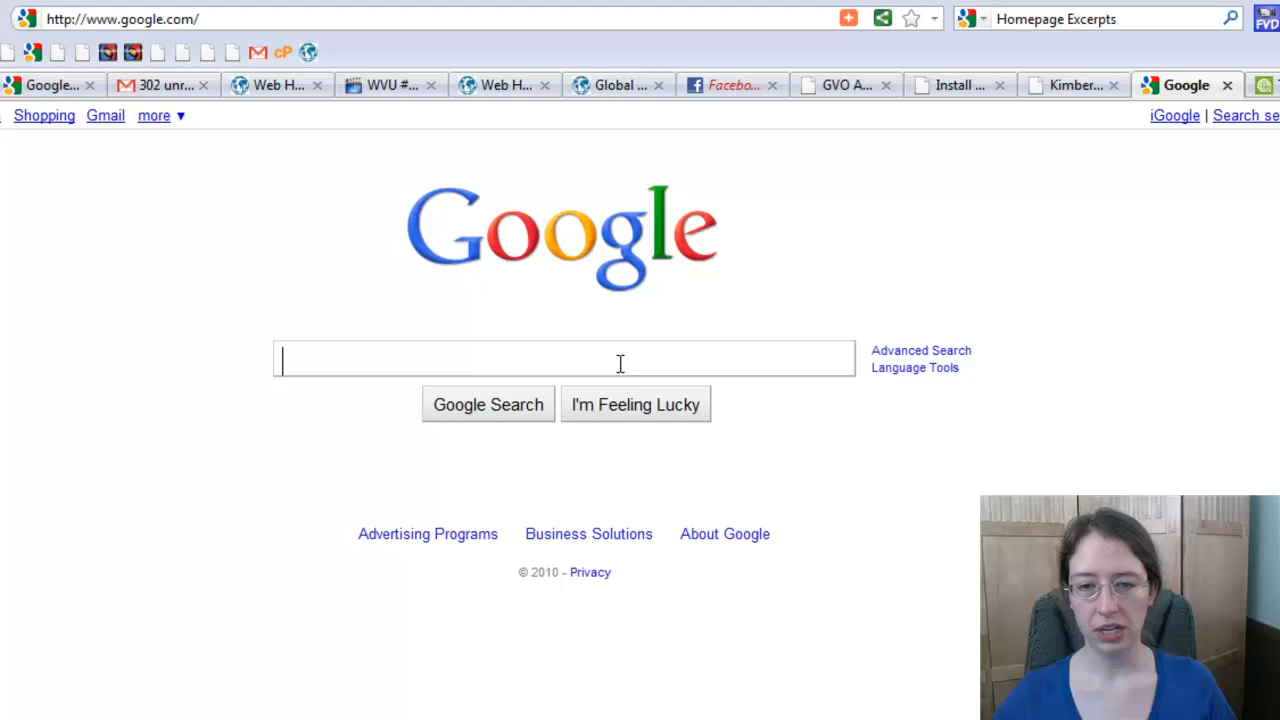 http://www.google.com/
Homepage Excerpts
FVD
cP
Google...
302 unr...
Web H...
WVU #...
Web H...
Global ...
Facebo...
GVO A...
Install ...
Kimber...
Google
Shopping Gmail more ▼
iGoogle | Search se
Google
Advanced Search
Language Tools
Google Search
I'm Feeling Lucky
Advertising Programs Business Solutions About Google
© 2010 - Privacy